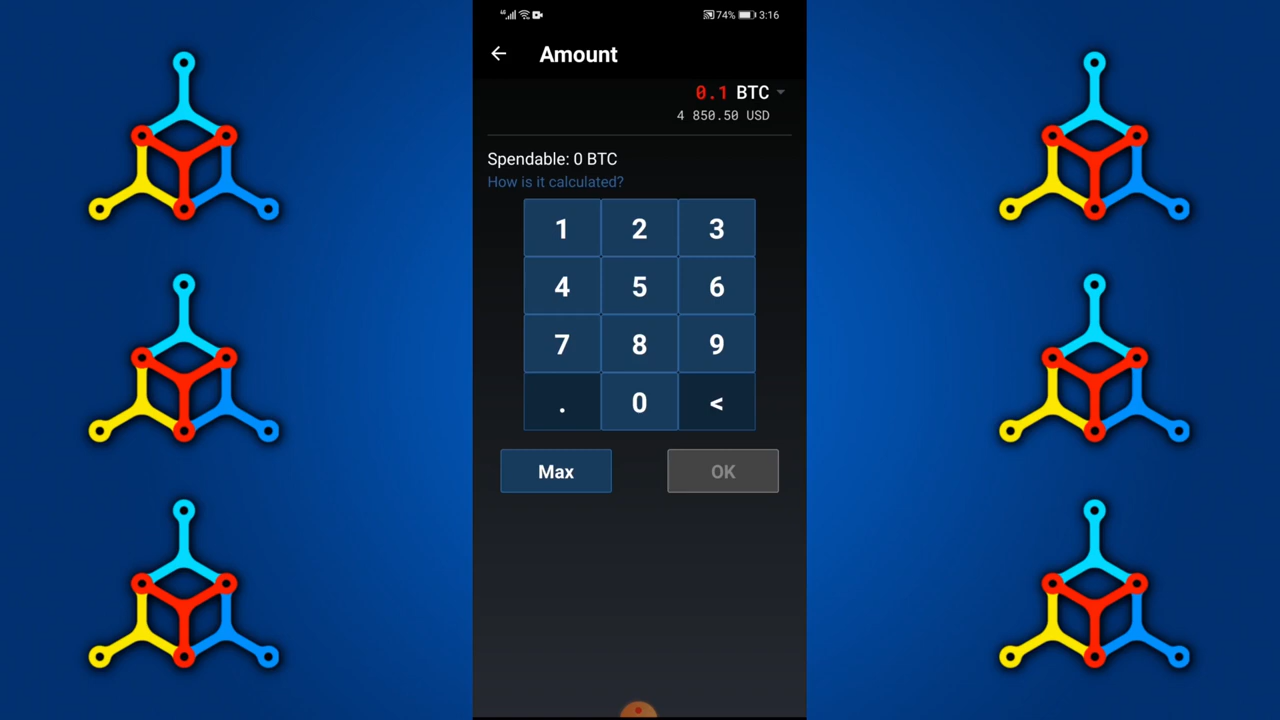 4G 74% 3:16
Amount
0.1 BTC
4 850.50 USD
Spendable: 0 BTC
How is it calculated?
1 2 3
4 5 6
7 8 9
. 0 <
Max OK